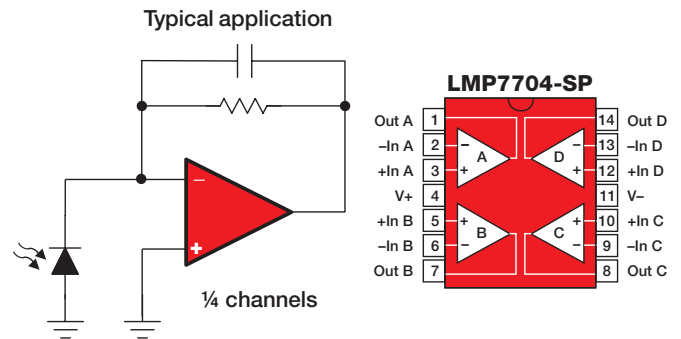 Typical application
−
+
¼ channels
LMP7704-SP
Out A 1 14 Out D
−In A 2 − A D − 13 −In D
+In A 3 + + 12 +In D
V+ 4 11 V−
+In B 5 + B C + 10 +In C
−In B 6 − − 9 −In C
Out B 7 8 Out C